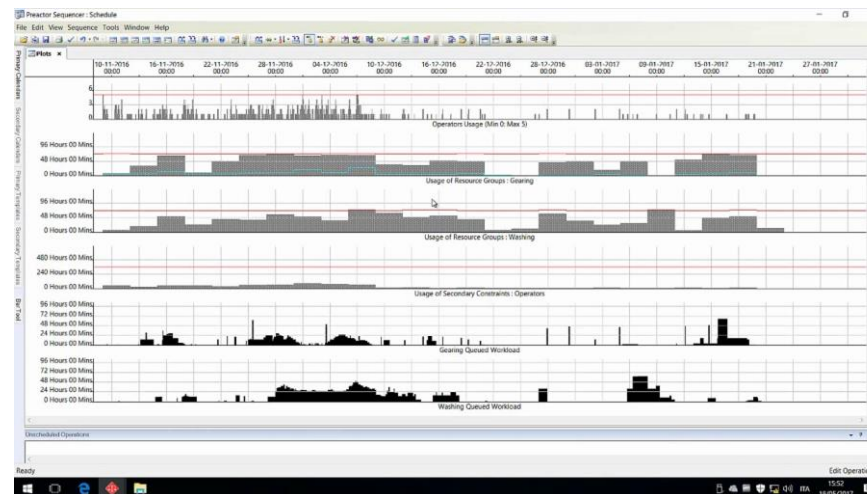 Preactor Sequencer : Schedule
File Edit View Sequence Tools Window Help
Plots
Primary Calendars
Secondary Calendars
Primary Templates
Secondary Templates
Bar Tool
10-11-2016 16-11-2016 22-11-2016 28-11-2016 04-12-2016 10-12-2016 16-12-2016 22-12-2016 28-12-2016 03-01-2017 09-01-2017 15-01-2017 21-01-2017 27-01-2017
00:00 00:00 00:00 00:00 00:00 00:00 00:00 00:00 00:00 00:00 00:00 00:00 00:00 00:00
6
3
0
Operators Usage (Min 0: Max 5)
96 Hours 00 Mins
48 Hours 00 Mins
0 Hours 00 Mins
Usage of Resource Groups : Gearing
96 Hours 00 Mins
48 Hours 00 Mins
0 Hours 00 Mins
Usage of Resource Groups : Washing
480 Hours 00 Mins
240 Hours 00 Mins
0 Hours 00 Mins
Usage of Secondary Constraints : Operators
96 Hours 00 Mins
72 Hours 00 Mins
48 Hours 00 Mins
24 Hours 00 Mins
0 Hours 00 Mins
Gearing Queued Workload
96 Hours 00 Mins
72 Hours 00 Mins
48 Hours 00 Mins
24 Hours 00 Mins
0 Hours 00 Mins
Washing Queued Workload
Unscheduled Operations
Ready
Edit Operati
ITA
15:52